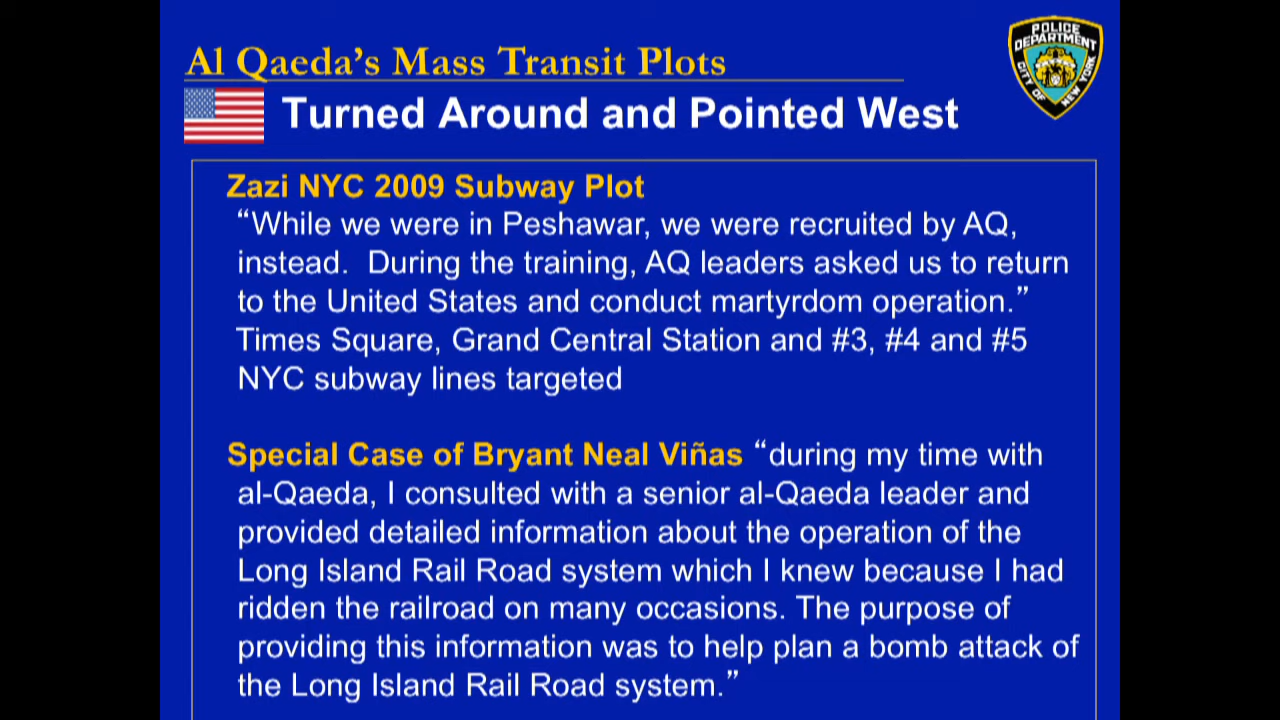 Al Qaeda's Mass Transit Plots
POLICE
DEPARTMENT
CITY OF NEW YORK
Turned Around and Pointed West
Zazi NYC 2009 Subway Plot
“While we were in Peshawar, we were recruited by AQ,
instead.  During the training, AQ leaders asked us to return
to the United States and conduct martyrdom operation.”
Times Square, Grand Central Station and #3, #4 and #5
NYC subway lines targeted
Special Case of Bryant Neal Viñas “during my time with
al-Qaeda, I consulted with a senior al-Qaeda leader and
provided detailed information about the operation of the
Long Island Rail Road system which I knew because I had
ridden the railroad on many occasions. The purpose of
providing this information was to help plan a bomb attack of
the Long Island Rail Road system.”